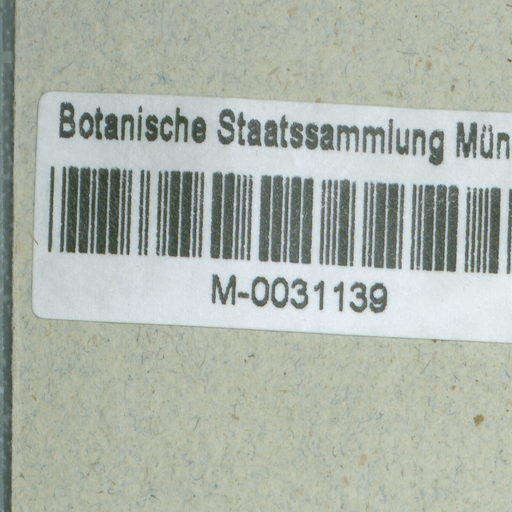 Botanische Staatssammlung Mün
M-0031139